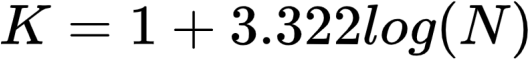 K = 1 + 3.322log(N)